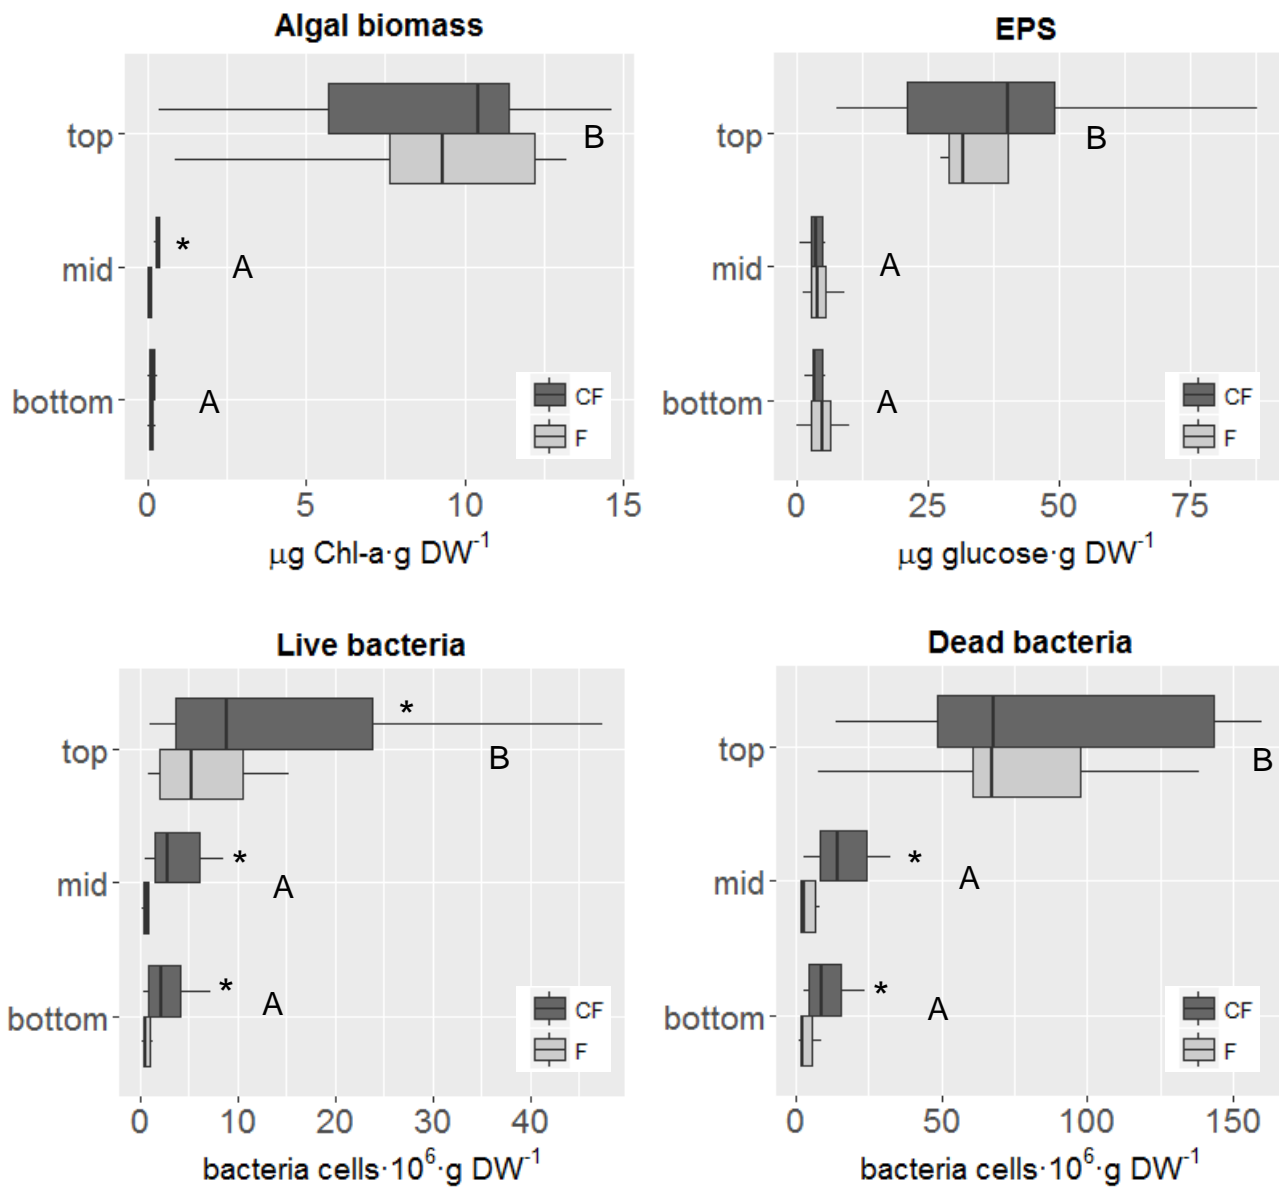 Algal biomass
top
B
*
mid
A
bottom
A
CF
F
0 5 10 15
μg Chl-a·g DW⁻¹
EPS
top
B
mid
A
bottom
A
CF
F
0 25 50 75
μg glucose·g DW⁻¹
Live bacteria
*
top
B
mid
*
A
*
bottom
A
CF
F
0 10 20 30 40
bacteria cells·10⁶·g DW⁻¹
Dead bacteria
top
B
*
mid
A
*
bottom
A
CF
F
0 50 100 150
bacteria cells·10⁶·g DW⁻¹